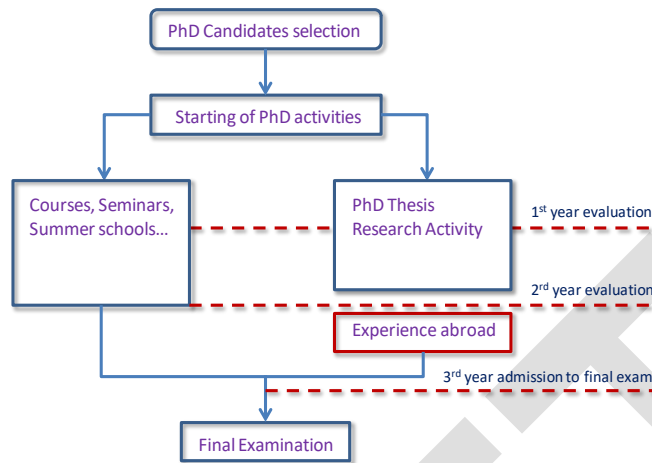 PhD Candidates selection
Starting of PhD activities
Courses, Seminars,
Summer schools...
PhD Thesis
Research Activity
1st year evaluation
2rd year evaluation
Experience abroad
3rd year admission to final exam
Final Examination